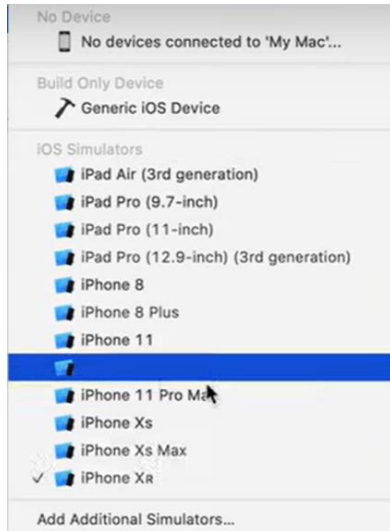 No Device
No devices connected to 'My Mac'...
Build Only Device
Generic iOS Device
iOS Simulators
iPad Air (3rd generation)
iPad Pro (9.7-inch)
iPad Pro (11-inch)
iPad Pro (12.9-inch) (3rd generation)
iPhone 8
iPhone 8 Plus
iPhone 11
iPhone 11 Pro Max
iPhone Xs
iPhone Xs Max
iPhone XR
Add Additional Simulators...